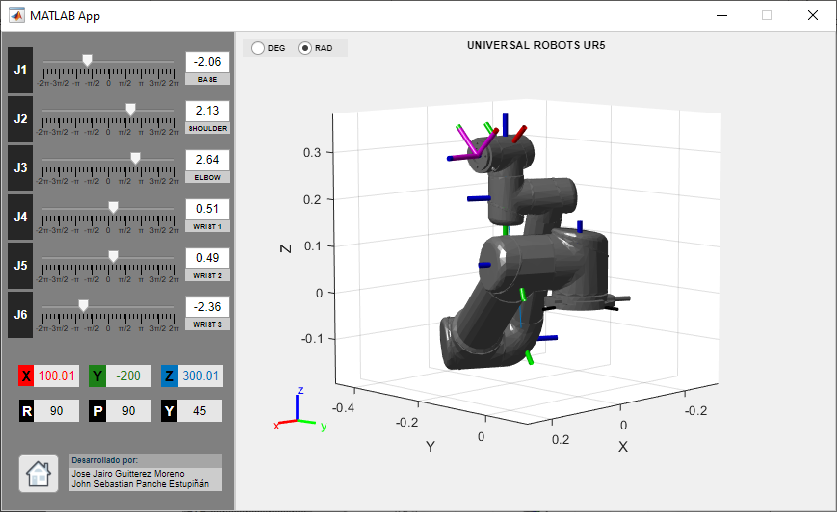 MATLAB App
DEG RAD
UNIVERSAL ROBOTS UR5
J1 -2.06
-2π -3π/2 -π -π/2 0 π/2 π 3π/2 2π BASE
J2 2.13
-2π -3π/2 -π -π/2 0 π/2 π 3π/2 2π SHOULDER
J3 2.64
-2π -3π/2 -π -π/2 0 π/2 π 3π/2 2π ELBOW
J4 0.51
-2π -3π/2 -π -π/2 0 π/2 π 3π/2 2π WRIST 1
J5 0.49
-2π -3π/2 -π -π/2 0 π/2 π 3π/2 2π WRIST 2
J6 -2.36
-2π -3π/2 -π -π/2 0 π/2 π 3π/2 2π WRIST 3
X 100.01 Y -200 Z 300.01
R 90 P 90 Y 45
Desarrollado por:
Jose Jairo Guitterez Moreno
John Sebastian Panche Estupiñán
0.3
0.2
0.1
0
-0.1
Z
-0.4
-0.2
0
Y
0.2
0
-0.2
X
z
x
y